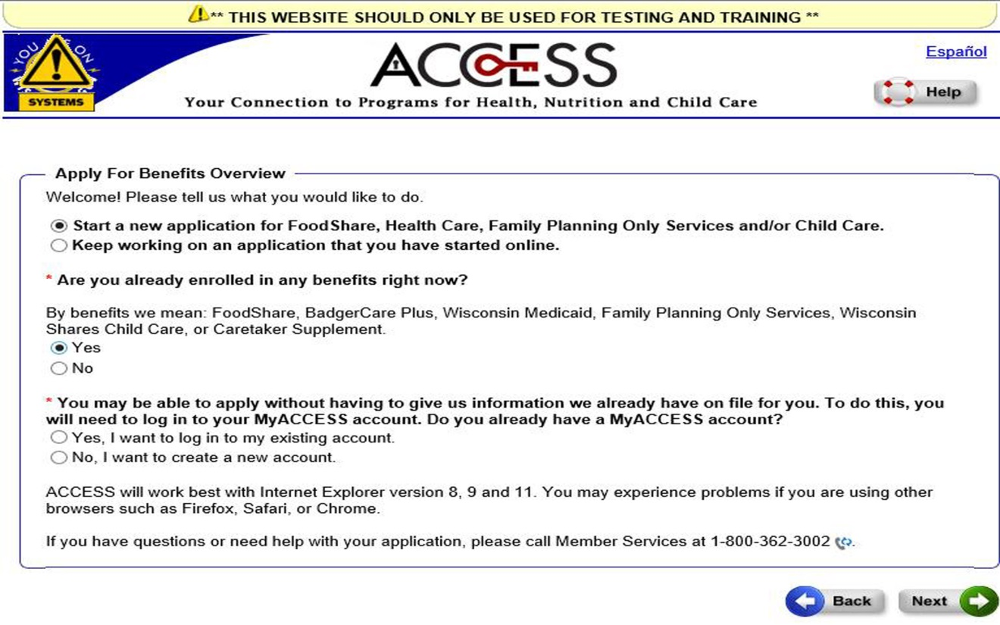 ** THIS WEBSITE SHOULD ONLY BE USED FOR TESTING AND TRAINING **
YOU ON
SYSTEMS
ACCESS
Your Connection to Programs for Health, Nutrition and Child Care
Español
Help
Apply For Benefits Overview
Welcome! Please tell us what you would like to do.
Start a new application for FoodShare, Health Care, Family Planning Only Services and/or Child Care.
Keep working on an application that you have started online.
* Are you already enrolled in any benefits right now?
By benefits we mean: FoodShare, BadgerCare Plus, Wisconsin Medicaid, Family Planning Only Services, Wisconsin
Shares Child Care, or Caretaker Supplement.
Yes
No
* You may be able to apply without having to give us information we already have on file for you. To do this, you
will need to log in to your MyACCESS account. Do you already have a MyACCESS account?
Yes, I want to log in to my existing account.
No, I want to create a new account.
ACCESS will work best with Internet Explorer version 8, 9 and 11. You may experience problems if you are using other
browsers such as Firefox, Safari, or Chrome.
If you have questions or need help with your application, please call Member Services at 1-800-362-3002 .
Back
Next